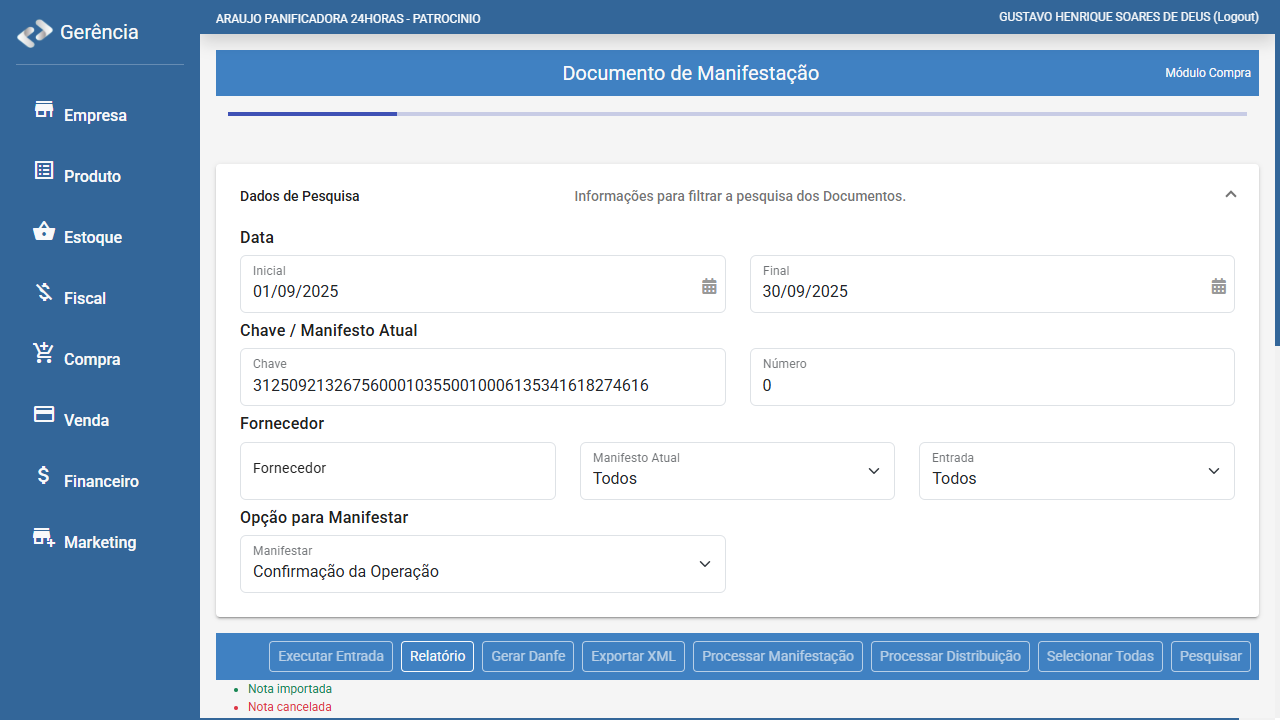 Gerência
ARAUJO PANIFICADORA 24HORAS - PATROCINIO
GUSTAVO HENRIQUE SOARES DE DEUS (Logout)
Empresa
Produto
Estoque
Fiscal
Compra
Venda
Financeiro
Marketing
Documento de Manifestação
Módulo Compra
Dados de Pesquisa
Informações para filtrar a pesquisa dos Documentos.
Data
Inicial
01/09/2025
Final
30/09/2025
Chave / Manifesto Atual
Chave
31250921326756000103550010006135341618274616
Número
0
Fornecedor
Fornecedor
Manifesto Atual
Todos
Entrada
Todos
Opção para Manifestar
Manifestar
Confirmação da Operação
Executar Entrada
Relatório
Gerar Danfe
Exportar XML
Processar Manifestação
Processar Distribuição
Selecionar Todas
Pesquisar
Nota importada
Nota cancelada